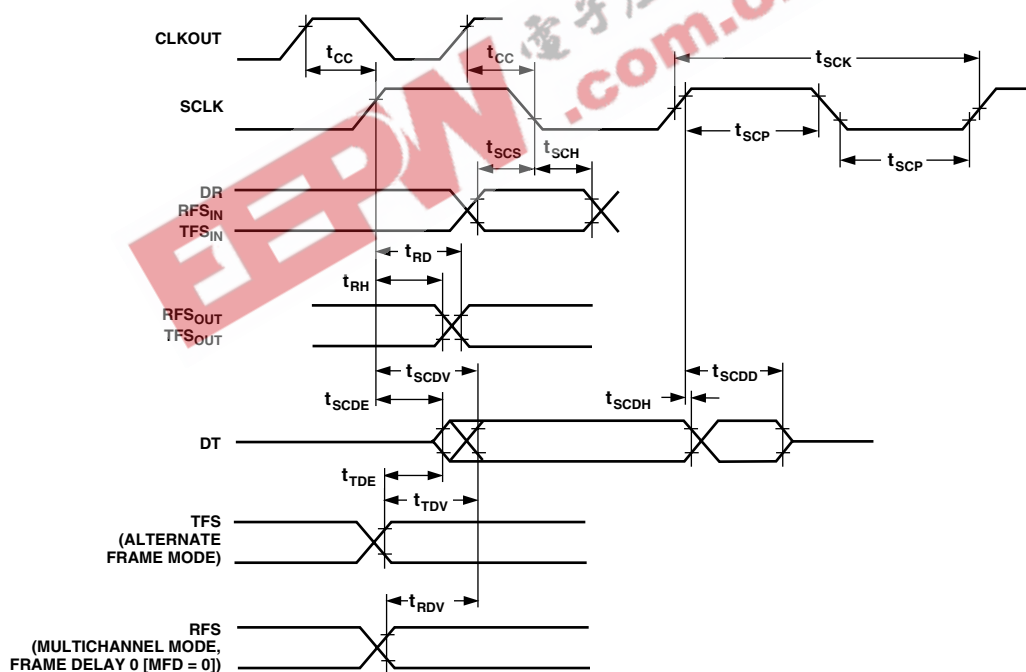 CLKOUT
tCC
tCC
tSCK
SCLK
tSCP
tSCP
tSCS
tSCH
DR
RFSIN
TFSIN
tRD
tRH
RFSOUT
TFSOUT
tSCDV
tSCDE
tSCDD
tSCDH
DT
tTDE
tTDV
TFS
(ALTERNATE
FRAME MODE)
tRDV
RFS
(MULTICHANNEL MODE,
FRAME DELAY 0 [MFD = 0])
EEPW
.com.cn